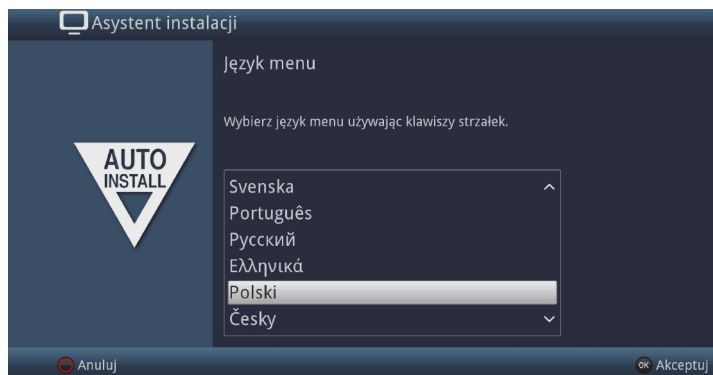 Asystent instalacji
Język menu
Wybierz język menu używając klawiszy strzałek.
AUTO
INSTALL
Svenska
Português
Русский
Ελληνικά
Polski
Česky
Anuluj
OK Akceptuj